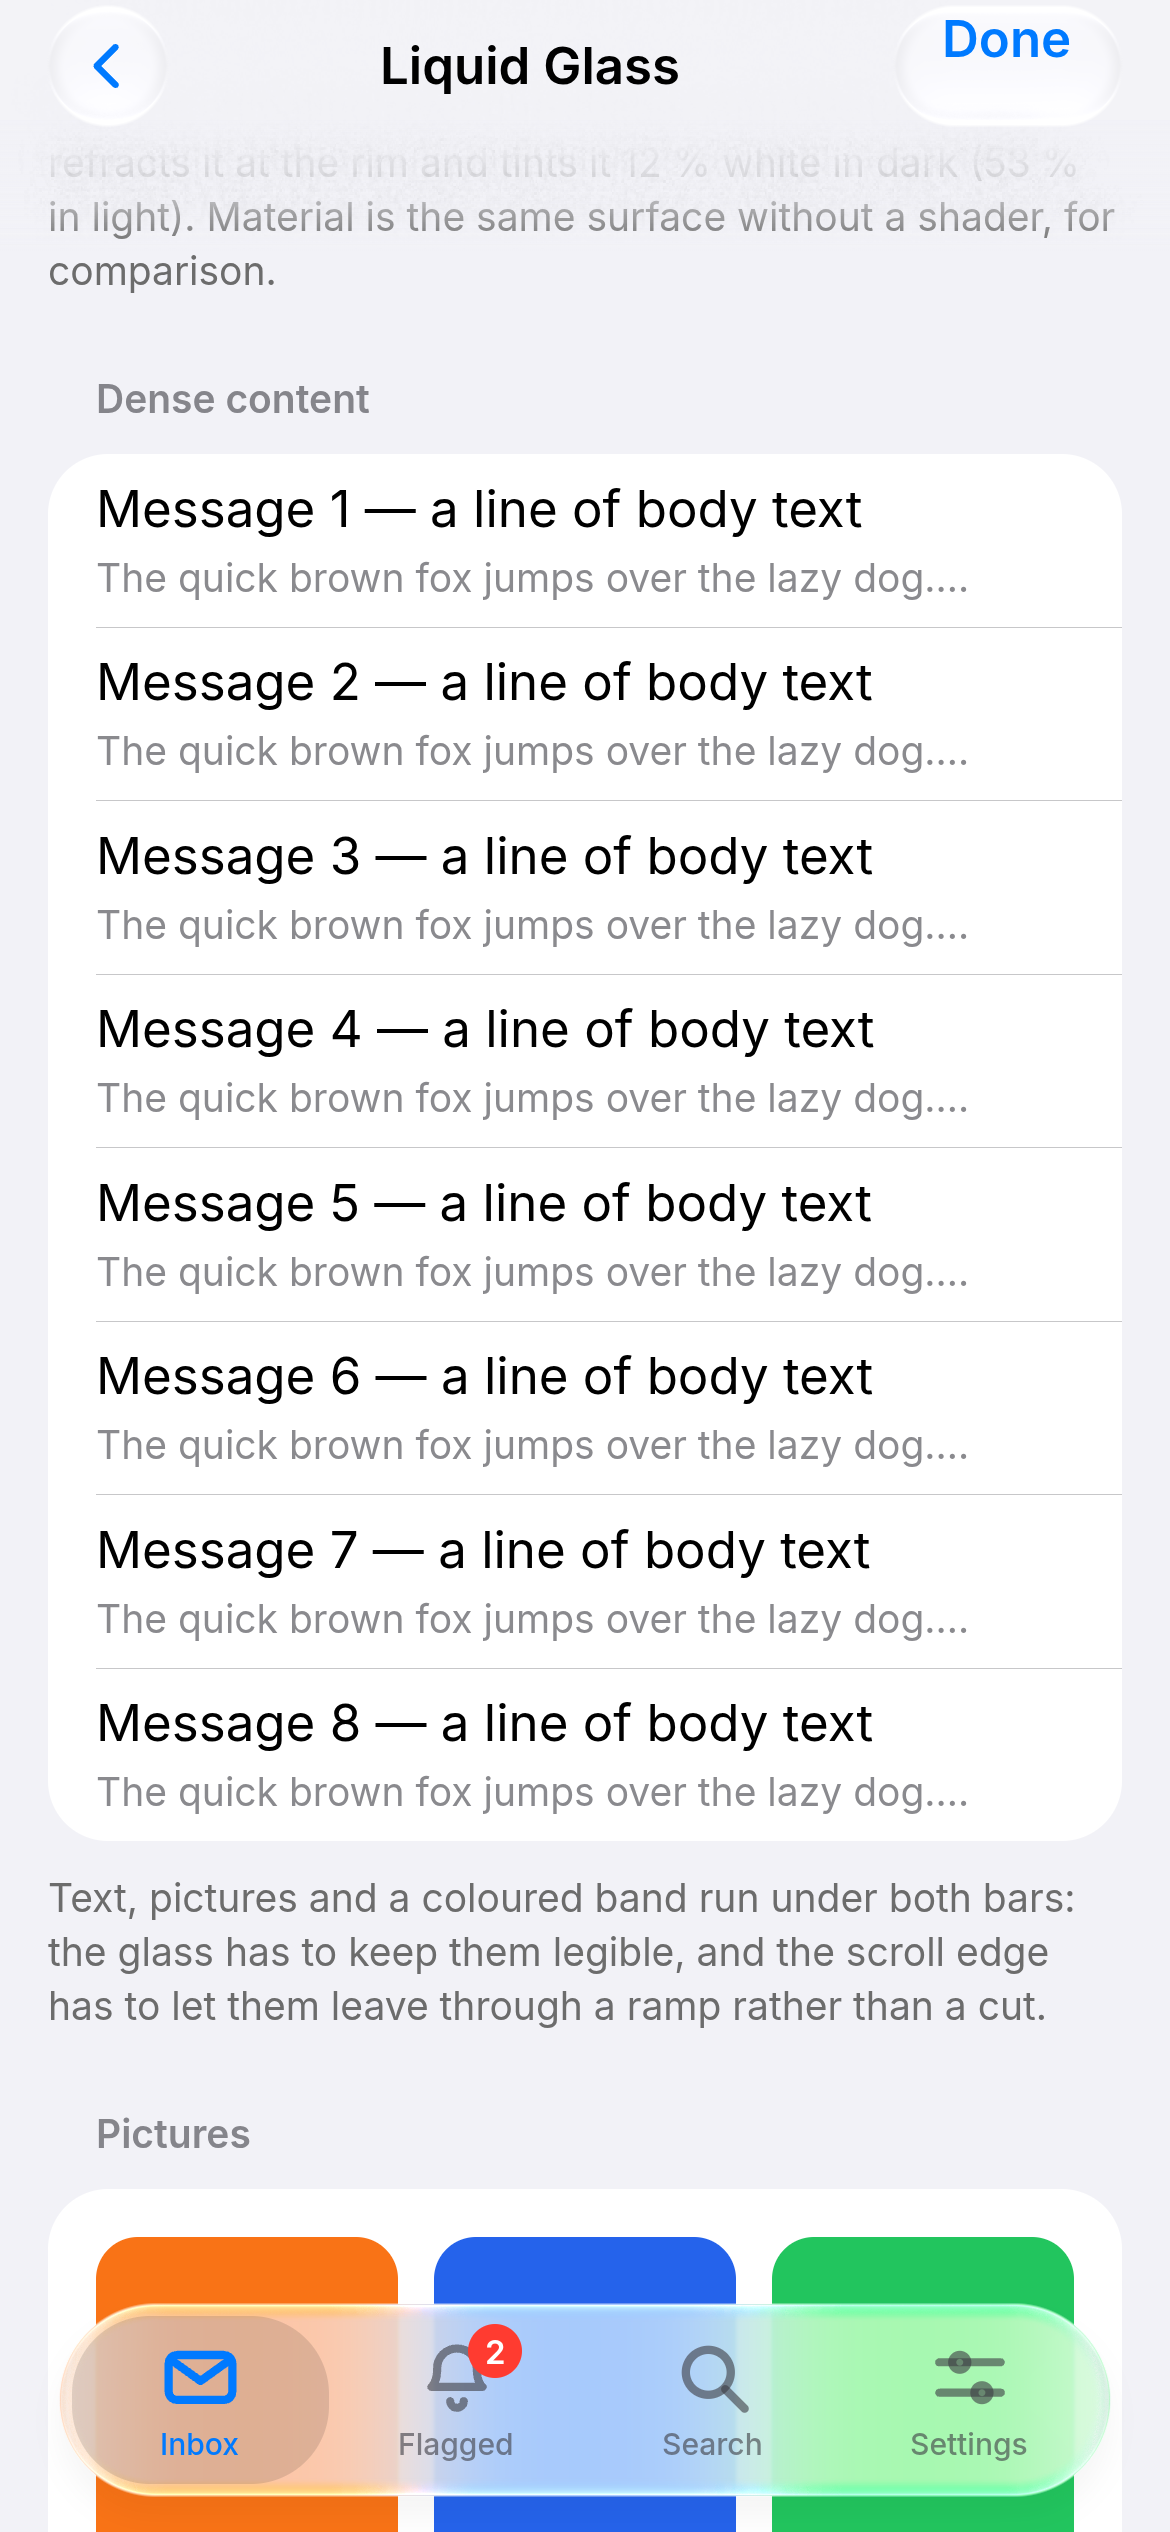 Liquid Glass
Done
refracts it at the rim and tints it 12 % white in dark (53 %
in light). Material is the same surface without a shader, for
comparison.
Dense content
Message 1 — a line of body text
The quick brown fox jumps over the lazy dog....
Message 2 — a line of body text
The quick brown fox jumps over the lazy dog....
Message 3 — a line of body text
The quick brown fox jumps over the lazy dog....
Message 4 — a line of body text
The quick brown fox jumps over the lazy dog....
Message 5 — a line of body text
The quick brown fox jumps over the lazy dog....
Message 6 — a line of body text
The quick brown fox jumps over the lazy dog....
Message 7 — a line of body text
The quick brown fox jumps over the lazy dog....
Message 8 — a line of body text
The quick brown fox jumps over the lazy dog....
Text, pictures and a coloured band run under both bars:
the glass has to keep them legible, and the scroll edge
has to let them leave through a ramp rather than a cut.
Pictures
2
Inbox
Flagged
Search
Settings